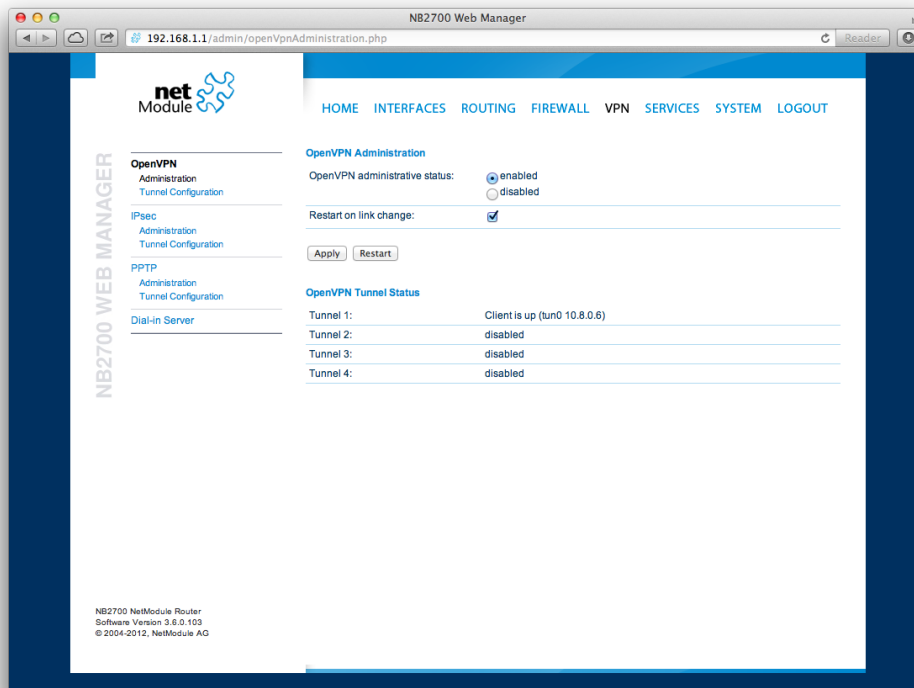 NB2700 Web Manager
192.168.1.1/admin/openVpnAdministration.php
Reader
net
Module
HOME INTERFACES ROUTING FIREWALL VPN SERVICES SYSTEM LOGOUT
NB2700 WEB MANAGER
OpenVPN
Administration
Tunnel Configuration
IPsec
Administration
Tunnel Configuration
PPTP
Administration
Tunnel Configuration
Dial-in Server
OpenVPN Administration
OpenVPN administrative status: enabled
disabled
Restart on link change:
Apply Restart
OpenVPN Tunnel Status
Tunnel 1: Client is up (tun0 10.8.0.6)
Tunnel 2: disabled
Tunnel 3: disabled
Tunnel 4: disabled
NB2700 NetModule Router
Software Version 3.6.0.103
© 2004-2012, NetModule AG